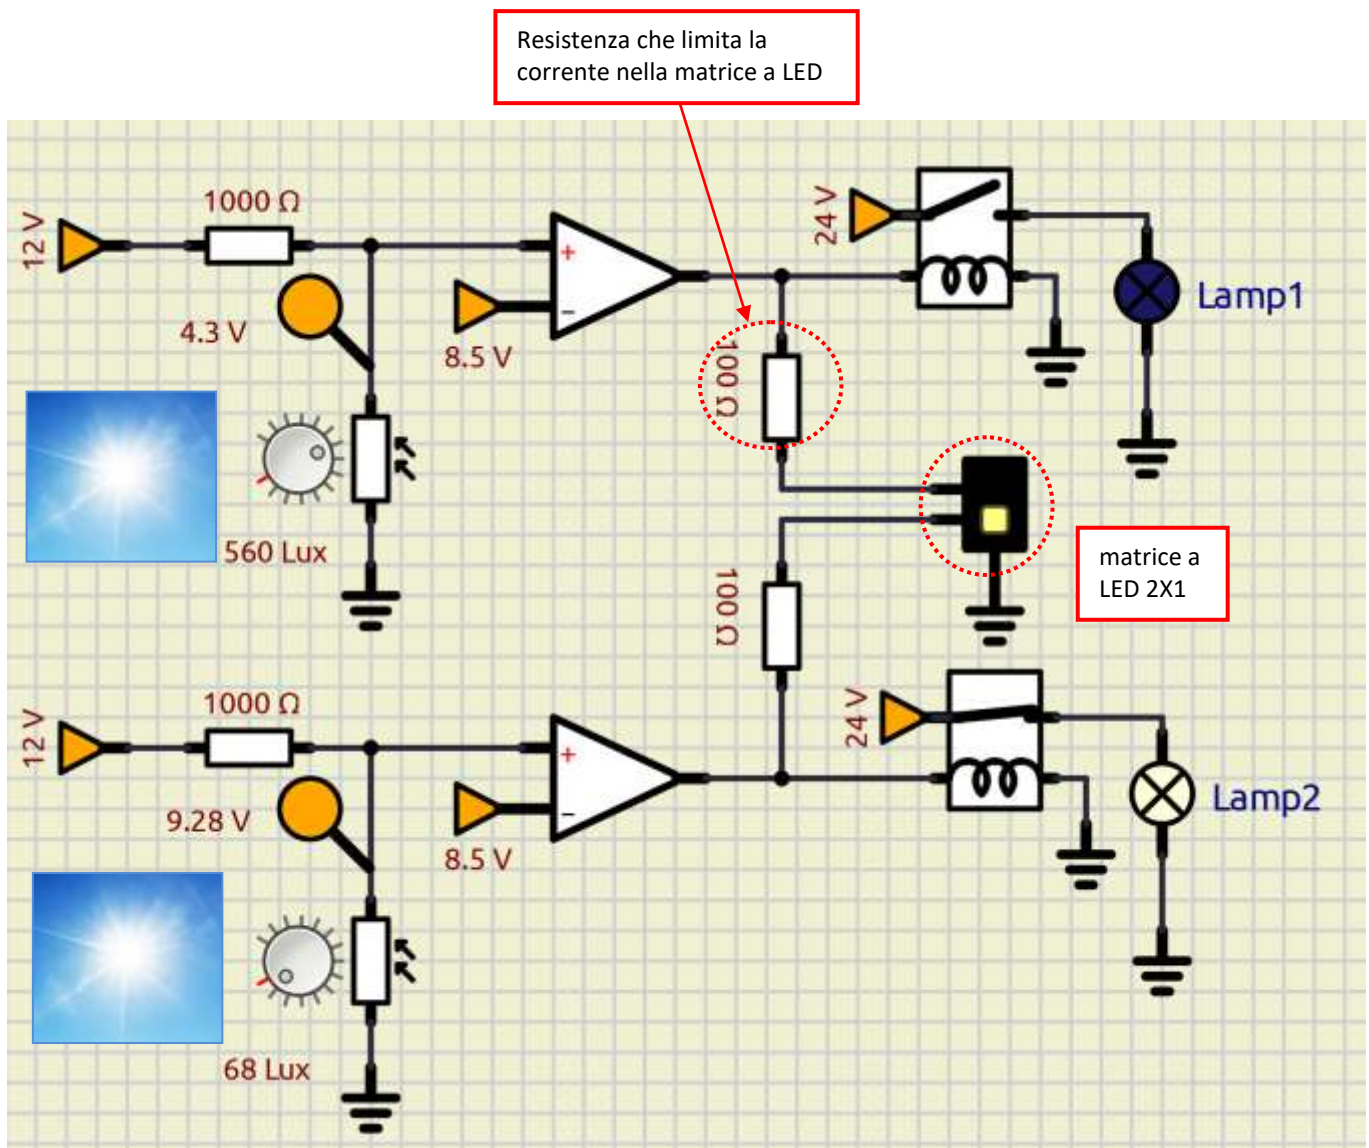 Resistenza che limita la
corrente nella matrice a LED
1000 Ω
12 V
24 V
+
4.3 V
−
8.5 V
Lamp1
100 Ω
560 Lux
matrice a
LED 2X1
100 Ω
1000 Ω
12 V
24 V
+
9.28 V
−
8.5 V
Lamp2
68 Lux